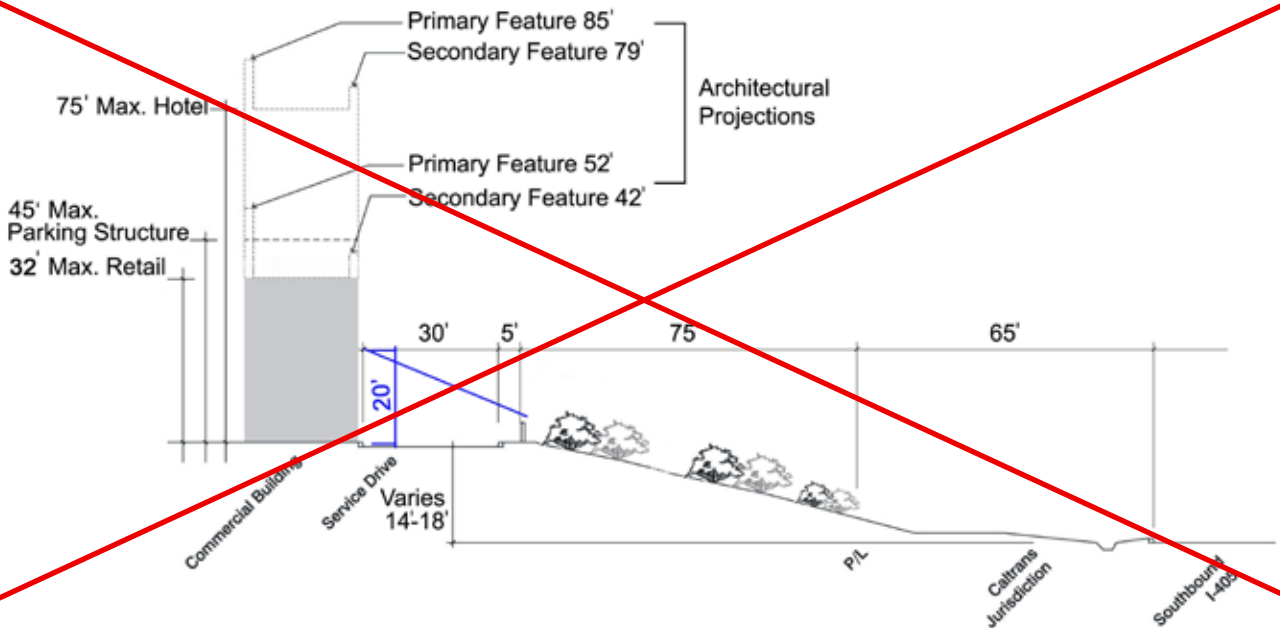 Primary Feature 85'
Secondary Feature 79'
Architectural
Projections
75' Max. Hotel
Primary Feature 52'
Secondary Feature 42'
45' Max.
Parking Structure
32' Max. Retail
30'
5'
75
65'
20'
Commercial Building
Service Drive
Varies
14'-18'
P/L
Caltrans
Jurisdiction
Southbound
I-405